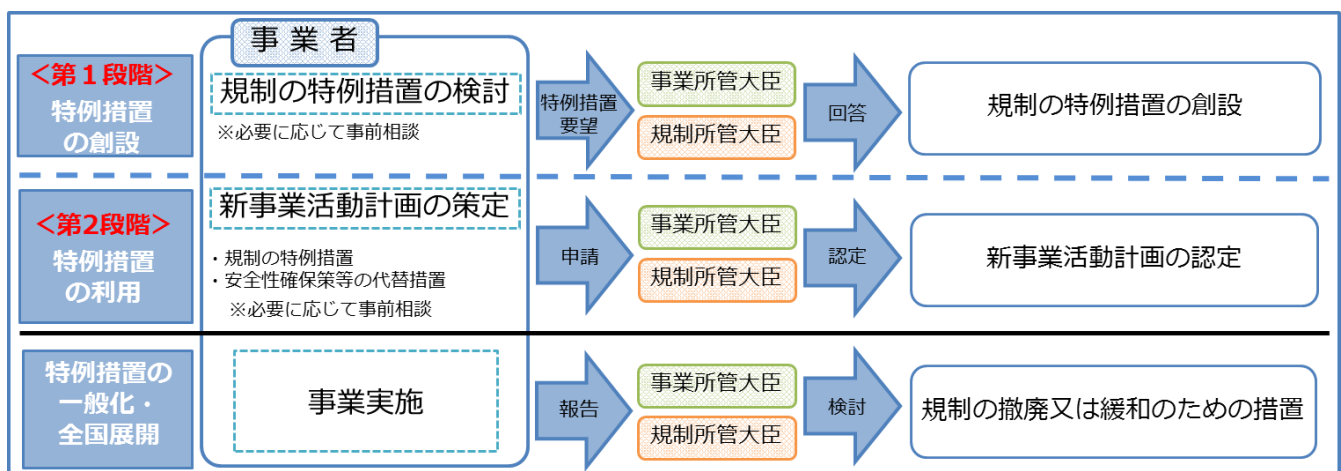 事業者
<第1段階>
特例措置
の創設
規制の特例措置の検討
※必要に応じて事前相談
特例措置
要望
事業所管大臣
規制所管大臣
回答
規制の特例措置の創設
<第2段階>
特例措置
の利用
新事業活動計画の策定
・規制の特例措置
・安全性確保策等の代替措置
※必要に応じて事前相談
申請
事業所管大臣
規制所管大臣
認定
新事業活動計画の認定
特例措置の
一般化・
全国展開
事業実施
報告
事業所管大臣
規制所管大臣
検討
規制の撤廃又は緩和のための措置